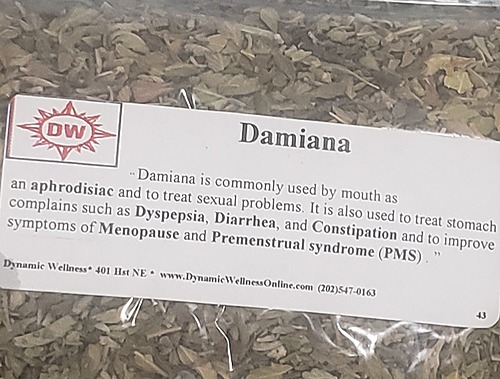 DW
Damiana
"Damiana is commonly used by mouth as
an aphrodisiac and to treat sexual problems. It is also used to treat stomach
complains such as Dyspepsia, Diarrhea, and Constipation and to improve
symptoms of Menopause and Premenstrual syndrome (PMS) . "
Dynamic Wellness* 401 Hst NE * www.DynamicWellnessOnline.com (202)547-0163
43